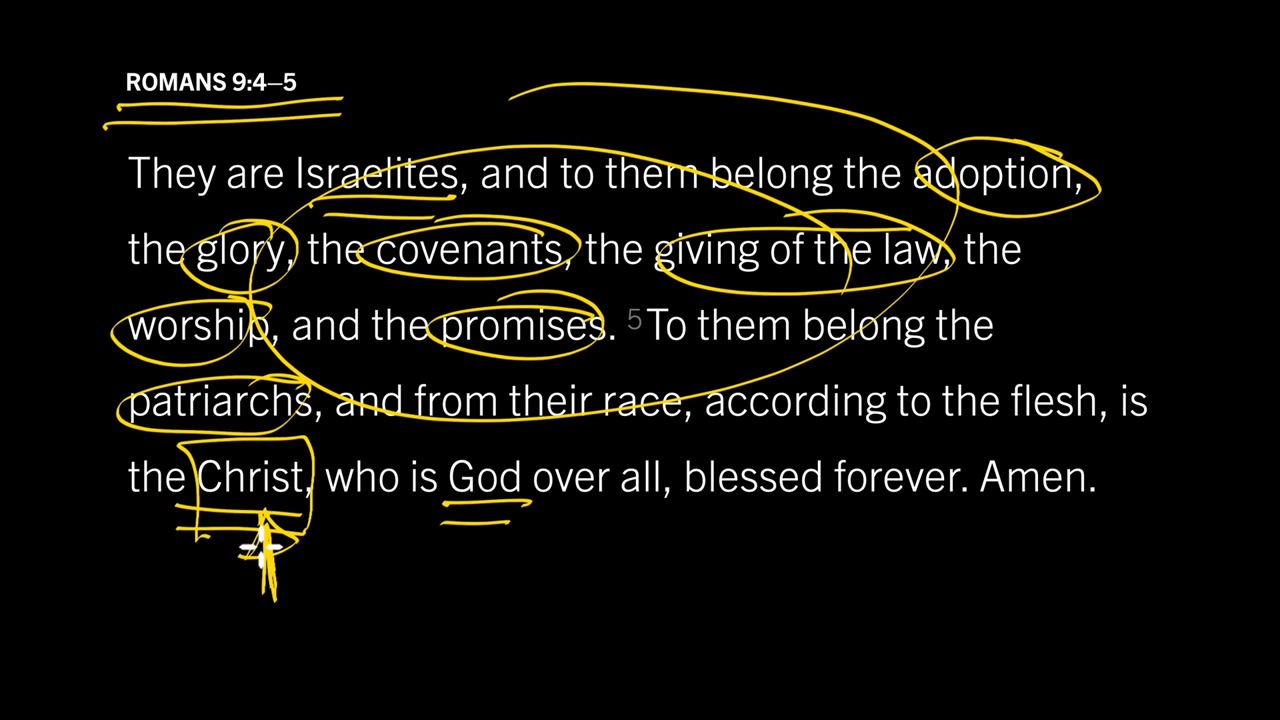 ROMANS 9:4–5
They are Israelites, and to them belong the adoption,
the glory, the covenants, the giving of the law, the
worship, and the promises. 5 To them belong the
patriarchs, and from their race, according to the flesh, is
the Christ, who is God over all, blessed forever. Amen.